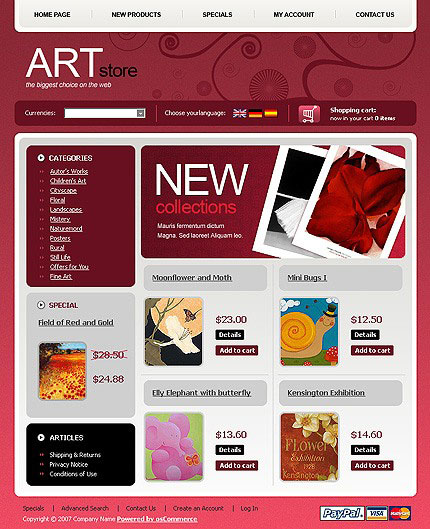 HOME PAGE NEW PRODUCTS SPECIALS MY ACCOUNT CONTACT US
ART store
the biggest choice on the web
Currencies: Choose yourlanguage: Shopping cart:
now in your cart 0 items
CATEGORIES
Autor's Works
Children's Art
Cityscape
Floral
Landscapes
Mistery
Naturemord
Posters
Rural
Still Life
Offers for You
Fine Art
NEW
collections
Mauris fermentum dictum
Magna. Sed laoreet Aliquam leo.
SPECIAL
Field of Red and Gold
$28.50
$24.88
ARTICLES
Shipping & Returns
Privacy Notice
Conditions of Use
Moonflower and Moth
$23.00
Details
Add to cart
Mini Bugs I
$12.50
Details
Add to cart
Elly Elephant with butterfly
$13.60
Details
Add to cart
Kensington Exhibition
FLOWER
Exhibition
1928
Kensington
$14.60
Details
Add to cart
Specials | Advanced Search | Contact Us | Create an Account | Log In
Copyright © 2007 Company Name Powered by osCommerce
PayPal VISA MasterCard